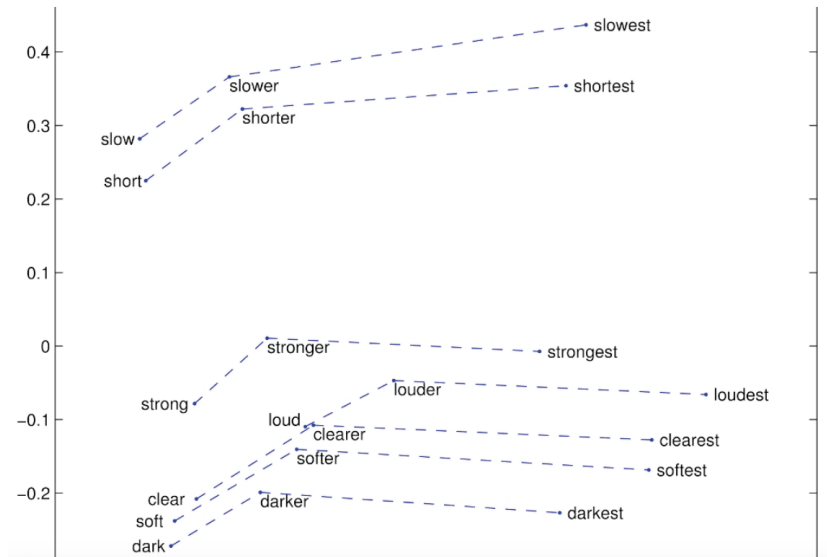 0.4
0.3
0.2
0.1
0
−0.1
−0.2
slowest
slower
shortest
shorter
slow
short
stronger
strongest
strong
louder
loudest
loud
clearer
clearest
softer
softest
clear
darker
darkest
soft
dark